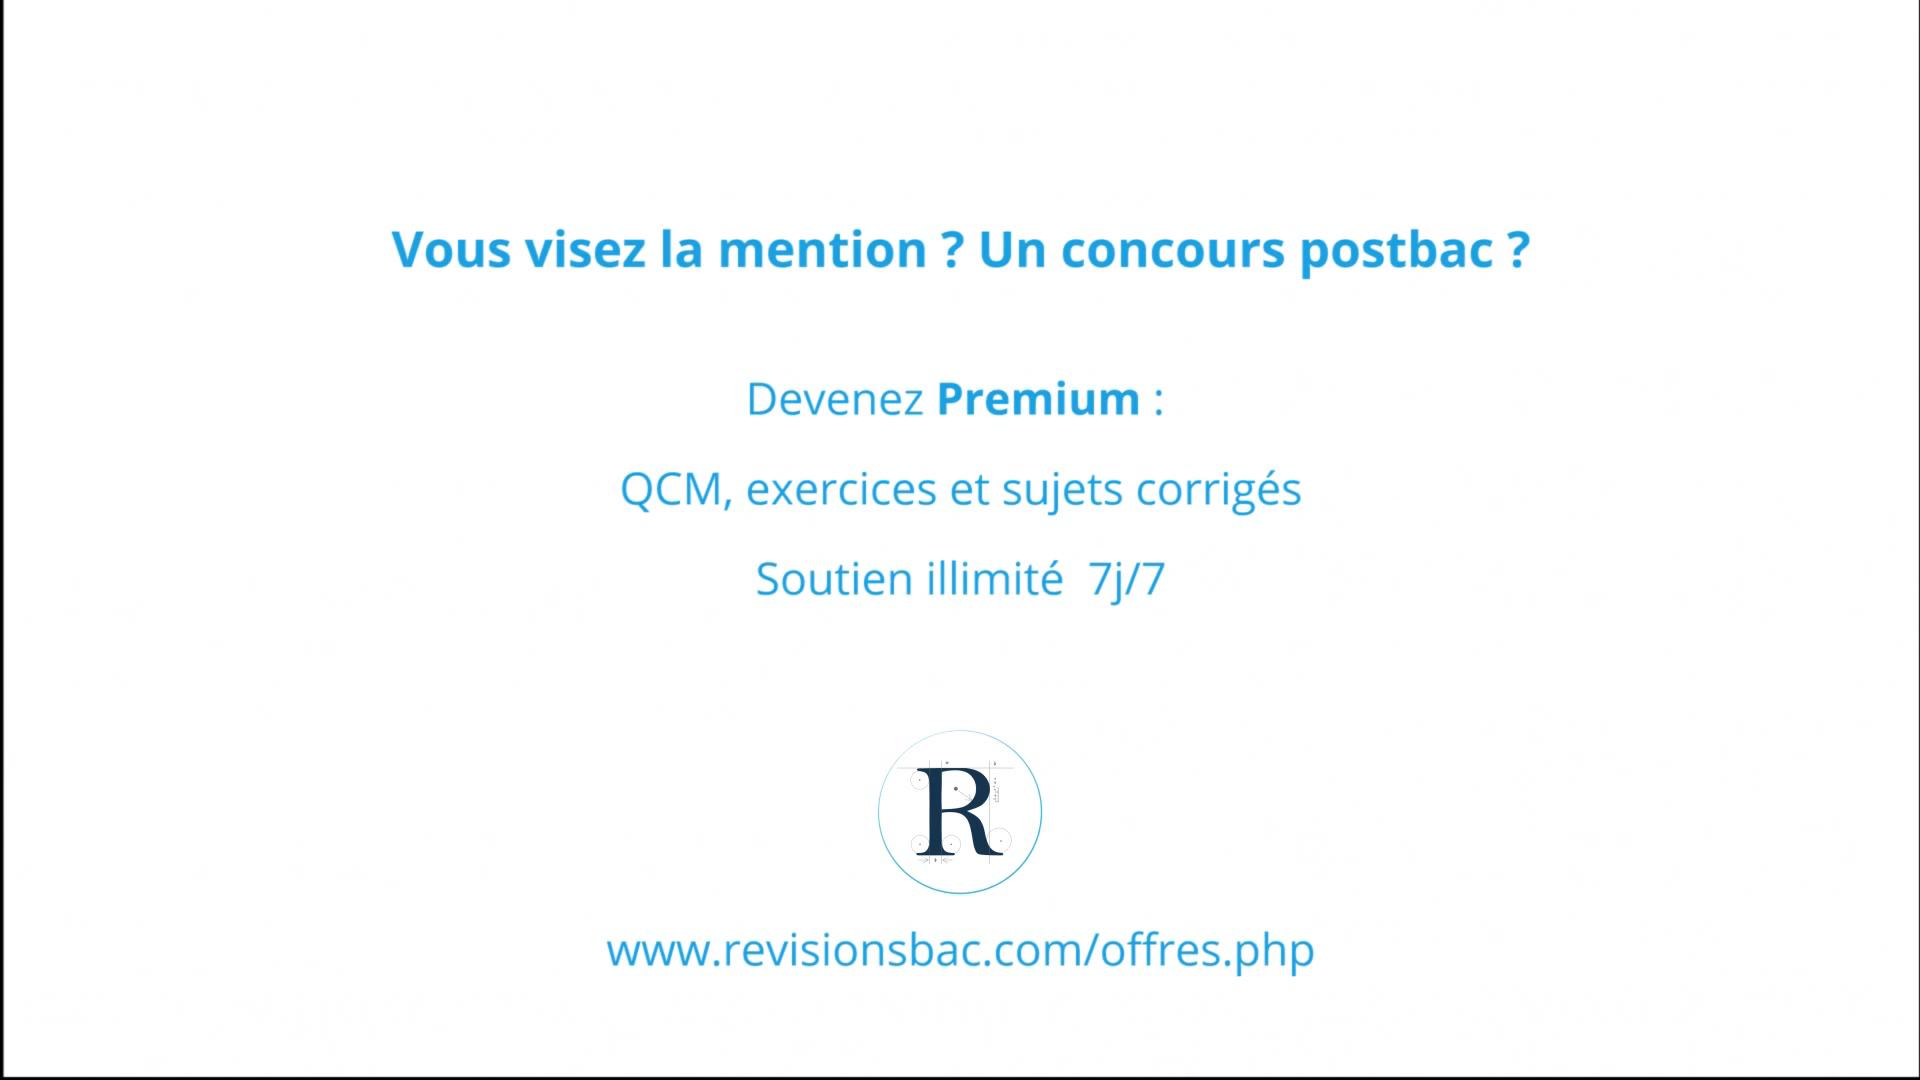 Vous visez la mention ? Un concours postbac ?
Devenez Premium :
QCM, exercices et sujets corrigés
Soutien illimité 7j/7
R
www.revisionsbac.com/offres.php